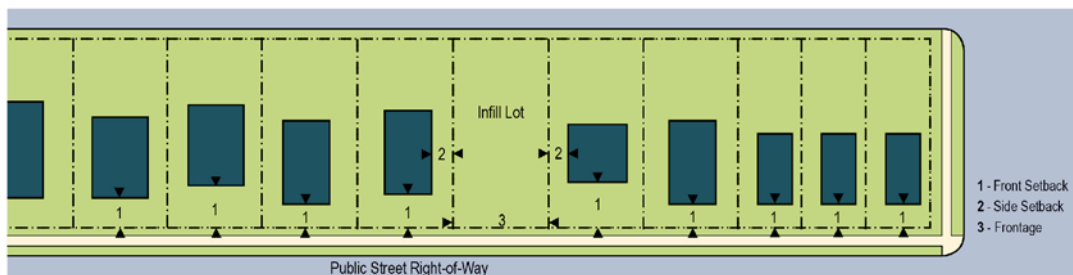 Infill Lot
2
2
1
1
1
1
3
1
1
1
1
1
1 - Front Setback
2 - Side Setback
3 - Frontage
Public Street Right-of-Way